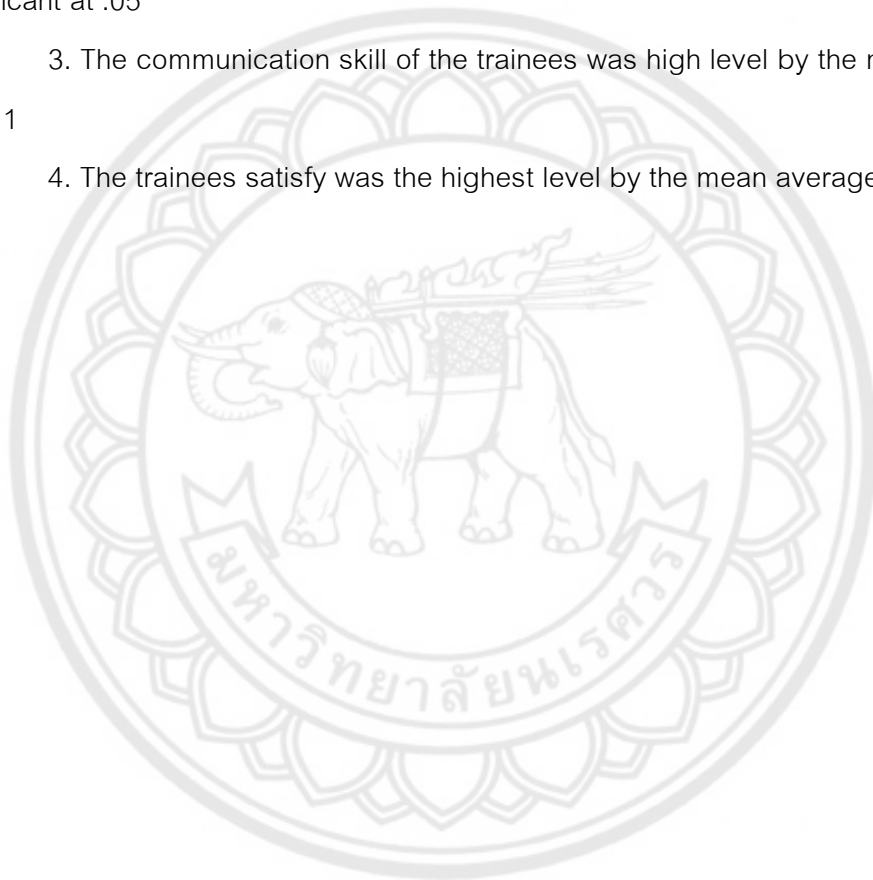 icant at .05
3. The communication skill of the trainees was high level by the
1
4. The trainees satisfy was the highest level by the mean average
มหาวิทยาลัยนเรศวร